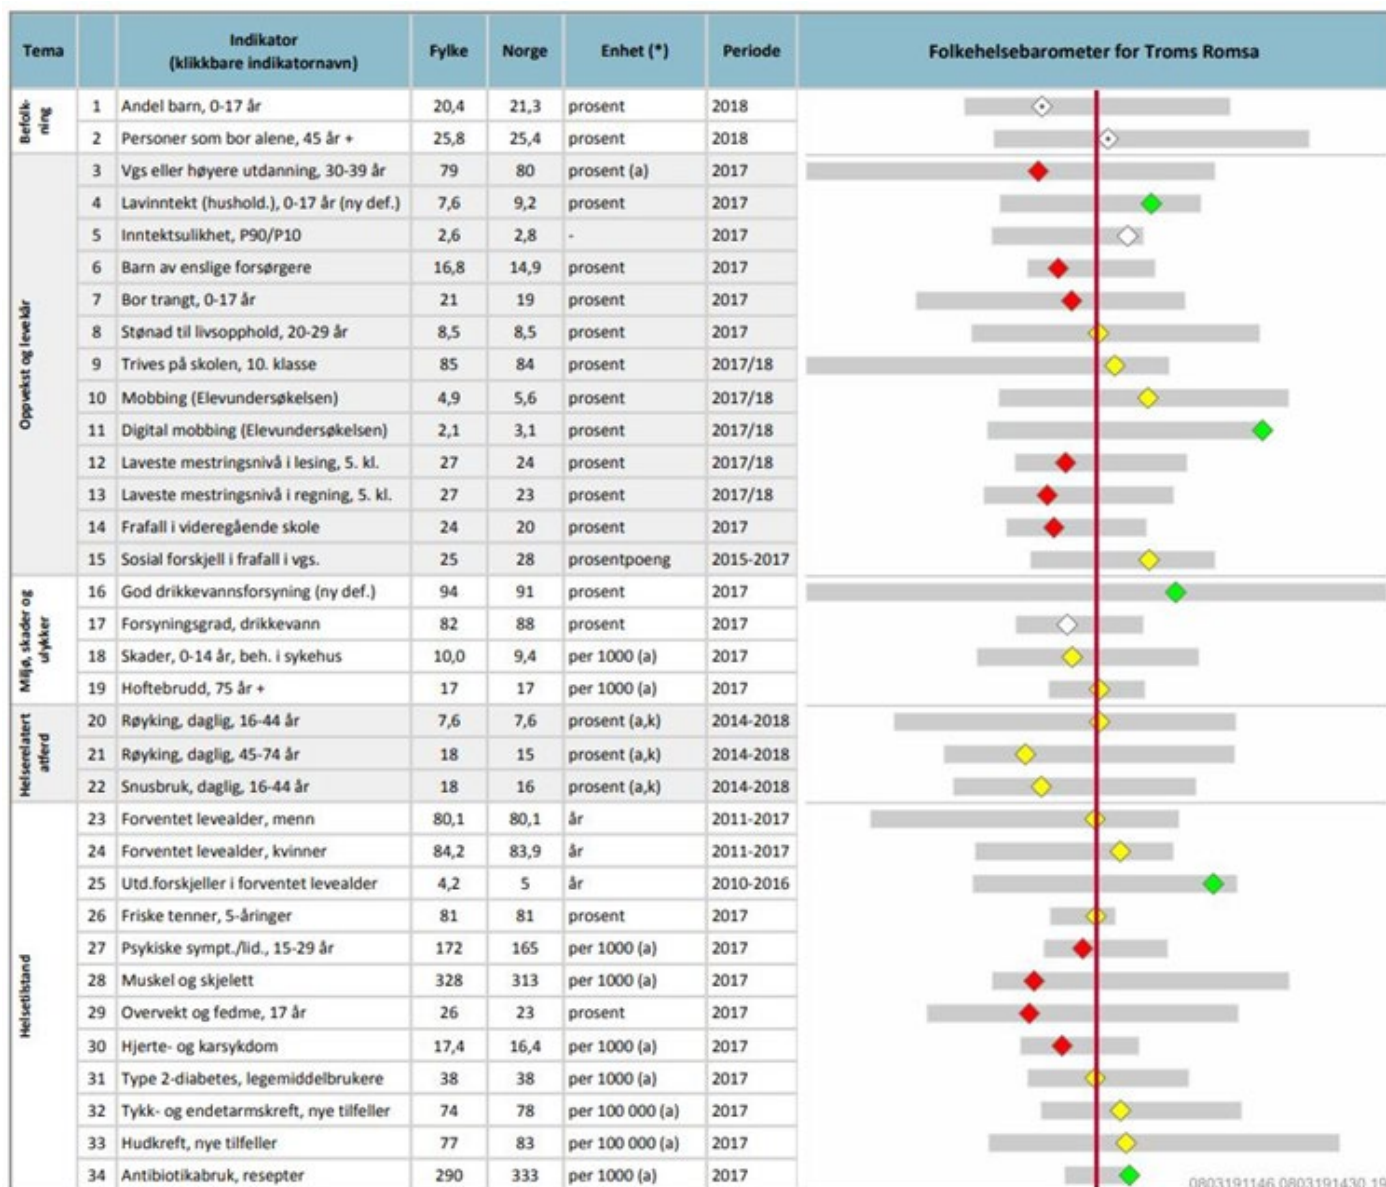 Tema Indikator (klikkbare indikatornavn) Fylke Norge Enhet (*) Periode Folkehelsebarometer for Troms Romsa
Befolk-
ning
1 Andel barn, 0-17 år 20,4 21,3 prosent 2018
2 Personer som bor alene, 45 år + 25,8 25,4 prosent 2018
Oppvekst og levekår
3 Vgs eller høyere utdanning, 30-39 år 79 80 prosent (a) 2017
4 Lavinntekt (hushold.), 0-17 år (ny def.) 7,6 9,2 prosent 2017
5 Inntektsulikhet, P90/P10 2,6 2,8 - 2017
6 Barn av enslige forsørgere 16,8 14,9 prosent 2017
7 Bor trangt, 0-17 år 21 19 prosent 2017
8 Stønad til livsopphold, 20-29 år 8,5 8,5 prosent 2017
9 Trives på skolen, 10. klasse 85 84 prosent 2017/18
10 Mobbing (Elevundersøkelsen) 4,9 5,6 prosent 2017/18
11 Digital mobbing (Elevundersøkelsen) 2,1 3,1 prosent 2017/18
12 Laveste mestringsnivå i lesing, 5. kl. 27 24 prosent 2017/18
13 Laveste mestringsnivå i regning, 5. kl. 27 23 prosent 2017/18
14 Frafall i videregående skole 24 20 prosent 2017
15 Sosial forskjell i frafall i vgs. 25 28 prosentpoeng 2015-2017
Miljø, skader og
ulykker
16 God drikkevannsforsyning (ny def.) 94 91 prosent 2017
17 Forsyningsgrad, drikkevann 82 88 prosent 2017
18 Skader, 0-14 år, beh. i sykehus 10,0 9,4 per 1000 (a) 2017
19 Hoftebrudd, 75 år + 17 17 per 1000 (a) 2017
Helserelatert
atferd
20 Røyking, daglig, 16-44 år 7,6 7,6 prosent (a,k) 2014-2018
21 Røyking, daglig, 45-74 år 18 15 prosent (a,k) 2014-2018
22 Snusbruk, daglig, 16-44 år 18 16 prosent (a,k) 2014-2018
Helsetilstand
23 Forventet levealder, menn 80,1 80,1 år 2011-2017
24 Forventet levealder, kvinner 84,2 83,9 år 2011-2017
25 Utd.forskjeller i forventet levealder 4,2 5 år 2010-2016
26 Friske tenner, 5-åringer 81 81 prosent 2017
27 Psykiske sympt./lid., 15-29 år 172 165 per 1000 (a) 2017
28 Muskel og skjelett 328 313 per 1000 (a) 2017
29 Overvekt og fedme, 17 år 26 23 prosent 2017
30 Hjerte- og karsykdom 17,4 16,4 per 1000 (a) 2017
31 Type 2-diabetes, legemiddelbrukere 38 38 per 1000 (a) 2017
32 Tykk- og endetarmskreft, nye tilfeller 74 78 per 100 000 (a) 2017
33 Hudkreft, nye tilfeller 77 83 per 100 000 (a) 2017
34 Antibiotikabruk, resepter 290 333 per 1000 (a) 2017
0803191146 0803191430 19